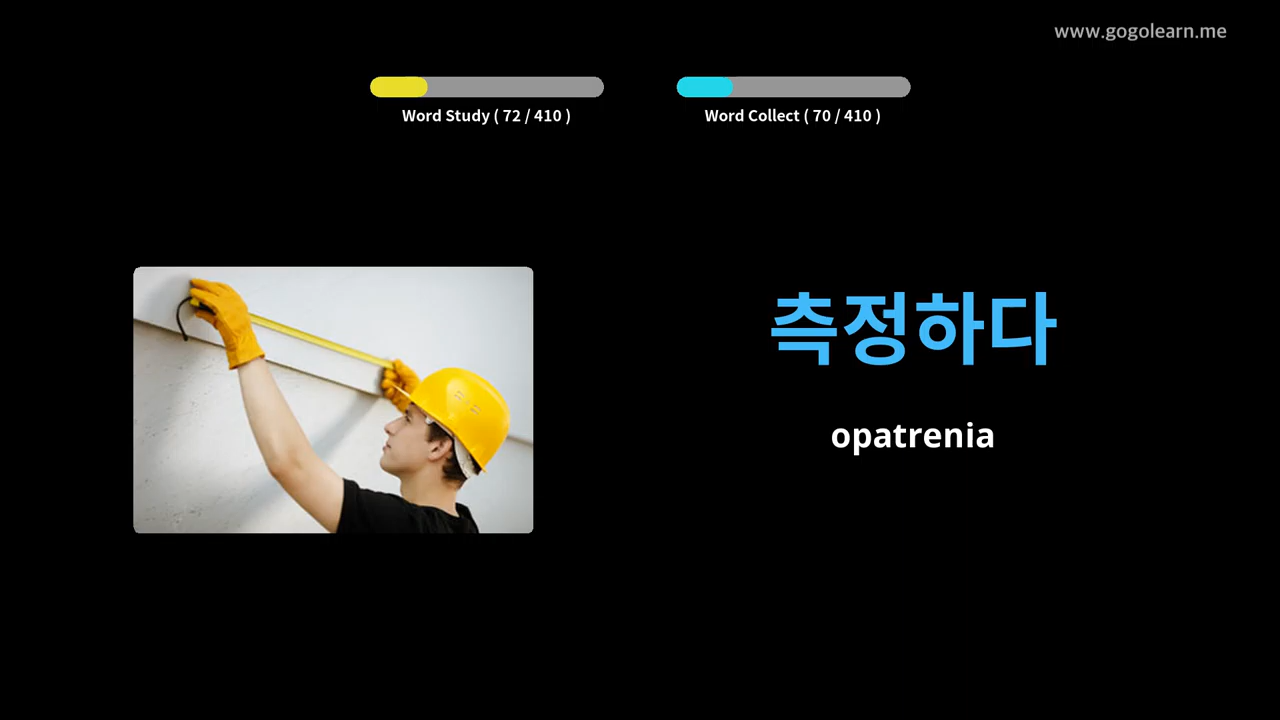 www.gogolearn.me
Word Study ( 72 / 410 )
Word Collect ( 70 / 410 )
측정하다
opatrenia